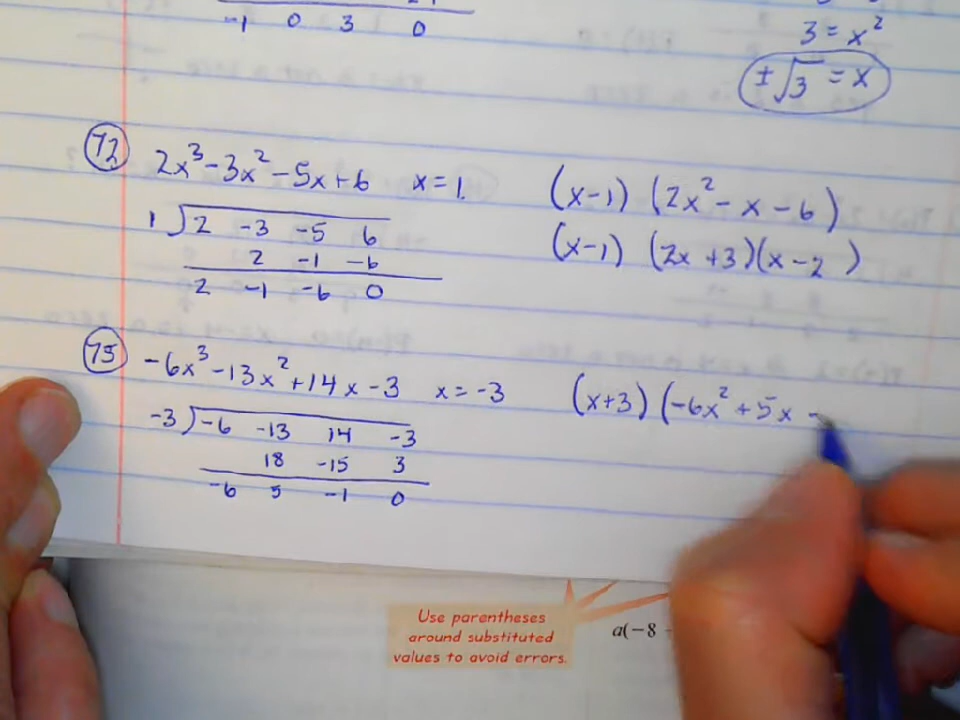 -1 0 3 0
3 = x²
±√3 = x
72 2x³ - 3x² - 5x + 6 x = 1.
1 2 -3 -5 6
2 -1 -6
2 -1 -6 0
(x-1) (2x² - x - 6)
(x-1) (2x + 3)(x - 2)
75 -6x³ - 13x² + 14x - 3 x = -3
-3 -6 -13 14 -3
18 -15 3
-6 5 -1 0
(x+3) (-6x² + 5x -
Use parentheses
around substituted
values to avoid errors.
a(-8